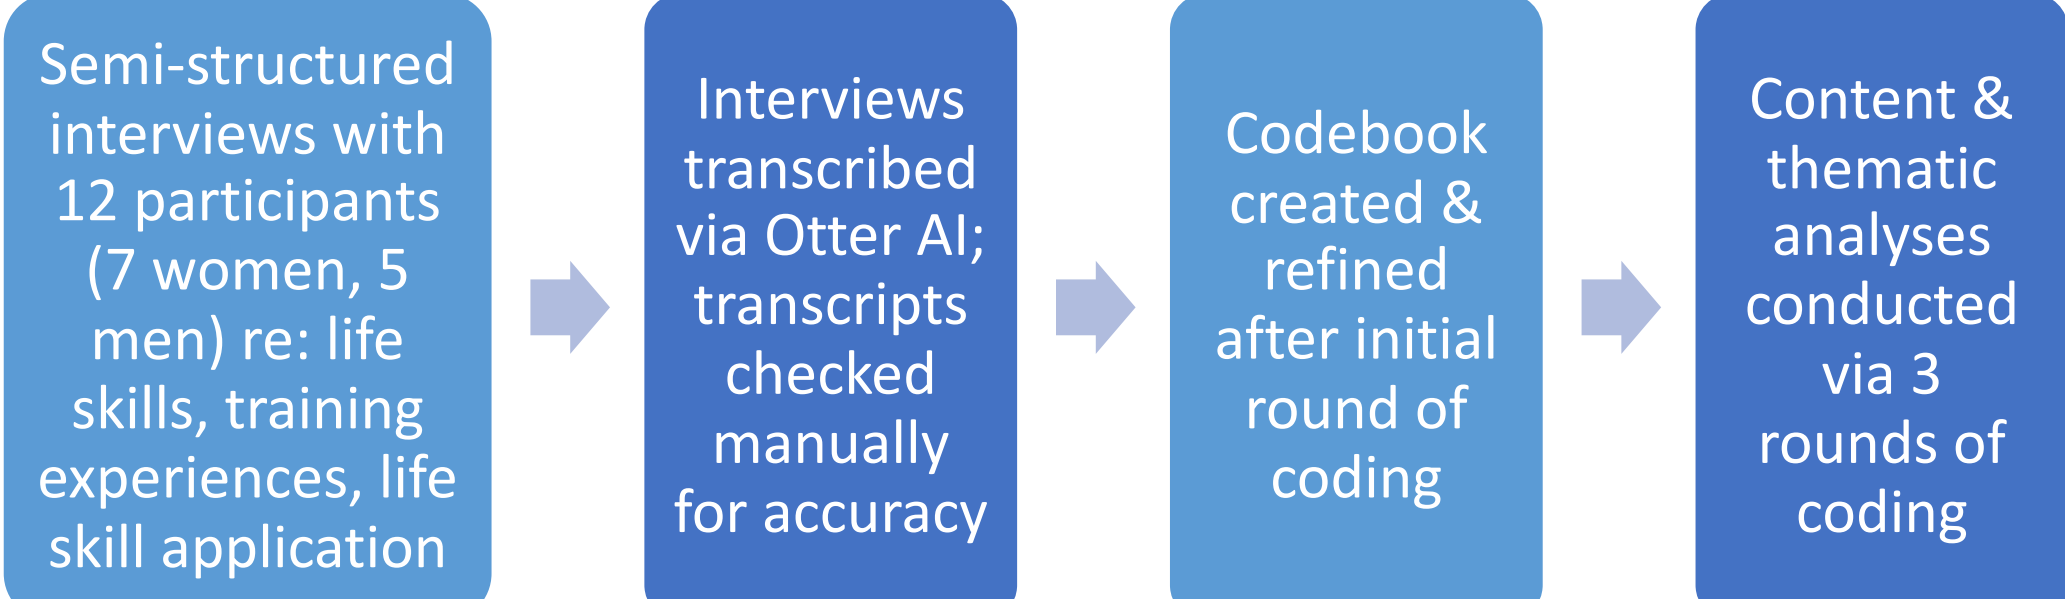 Semi-structured
interviews with
12 participants
(7 women, 5
men) re: life
skills, training
experiences, life
skill application
Interviews
transcribed
via Otter AI;
transcripts
checked
manually
for accuracy
Codebook
created &
refined
after initial
round of
coding
Content &
thematic
analyses
conducted
via 3
rounds of
coding